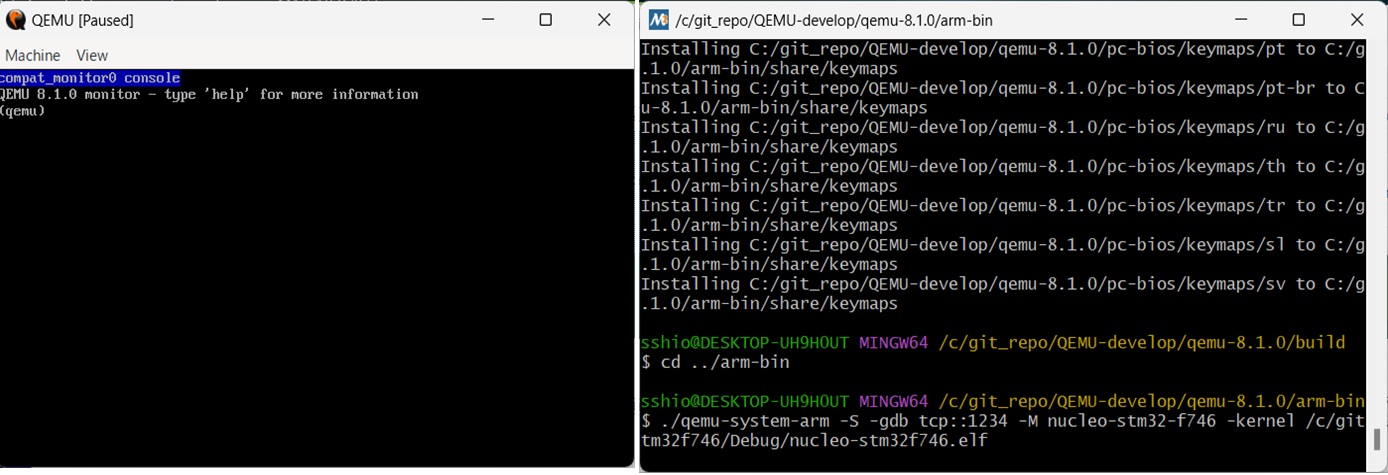 QEMU [Paused]
Machine View
compat_monitor0 console
QEMU 8.1.0 monitor - type 'help' for more information
(qemu)
/c/git_repo/QEMU-develop/qemu-8.1.0/arm-bin
Installing C:/git_repo/QEMU-develop/qemu-8.1.0/pc-bios/keymaps/pt to C:/g
.1.0/arm-bin/share/keymaps
Installing C:/git_repo/QEMU-develop/qemu-8.1.0/pc-bios/keymaps/pt-br to C
u-8.1.0/arm-bin/share/keymaps
Installing C:/git_repo/QEMU-develop/qemu-8.1.0/pc-bios/keymaps/ru to C:/g
.1.0/arm-bin/share/keymaps
Installing C:/git_repo/QEMU-develop/qemu-8.1.0/pc-bios/keymaps/th to C:/g
.1.0/arm-bin/share/keymaps
Installing C:/git_repo/QEMU-develop/qemu-8.1.0/pc-bios/keymaps/tr to C:/g
.1.0/arm-bin/share/keymaps
Installing C:/git_repo/QEMU-develop/qemu-8.1.0/pc-bios/keymaps/sl to C:/g
.1.0/arm-bin/share/keymaps
Installing C:/git_repo/QEMU-develop/qemu-8.1.0/pc-bios/keymaps/sv to C:/g
.1.0/arm-bin/share/keymaps
sshio@DESKTOP-UH9HOUT MINGW64 /c/git_repo/QEMU-develop/qemu-8.1.0/build
$ cd ../arm-bin
sshio@DESKTOP-UH9HOUT MINGW64 /c/git_repo/QEMU-develop/qemu-8.1.0/arm-bin
$ ./qemu-system-arm -S -gdb tcp::1234 -M nucleo-stm32-f746 -kernel /c/git
tm32f746/Debug/nucleo-stm32f746.elf